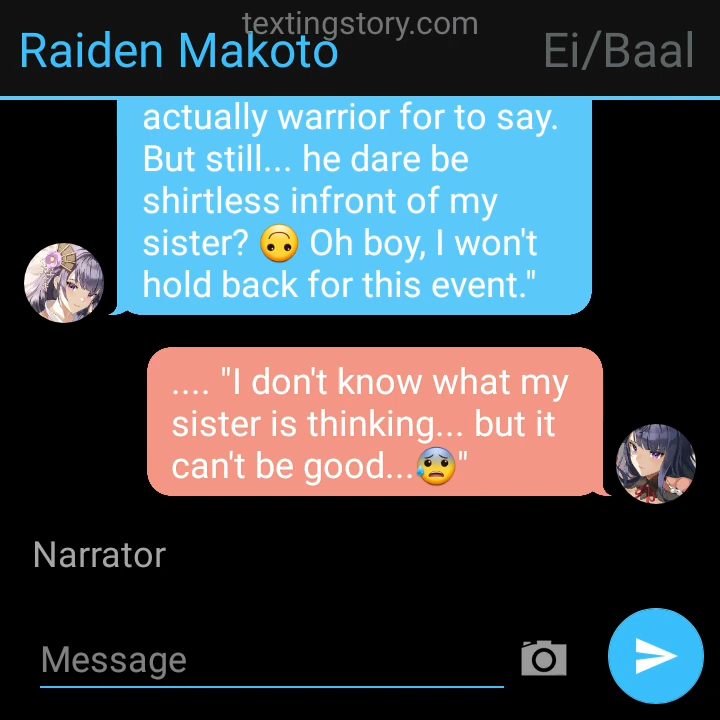 textingstory.com
Raiden Makoto
Ei/Baal
actually warrior for to say.
But still... he dare be
shirtless infront of my
sister? 🙃 Oh boy, I won't
hold back for this event."
.... "I don't know what my
sister is thinking... but it
can't be good...😰"
Narrator
Message